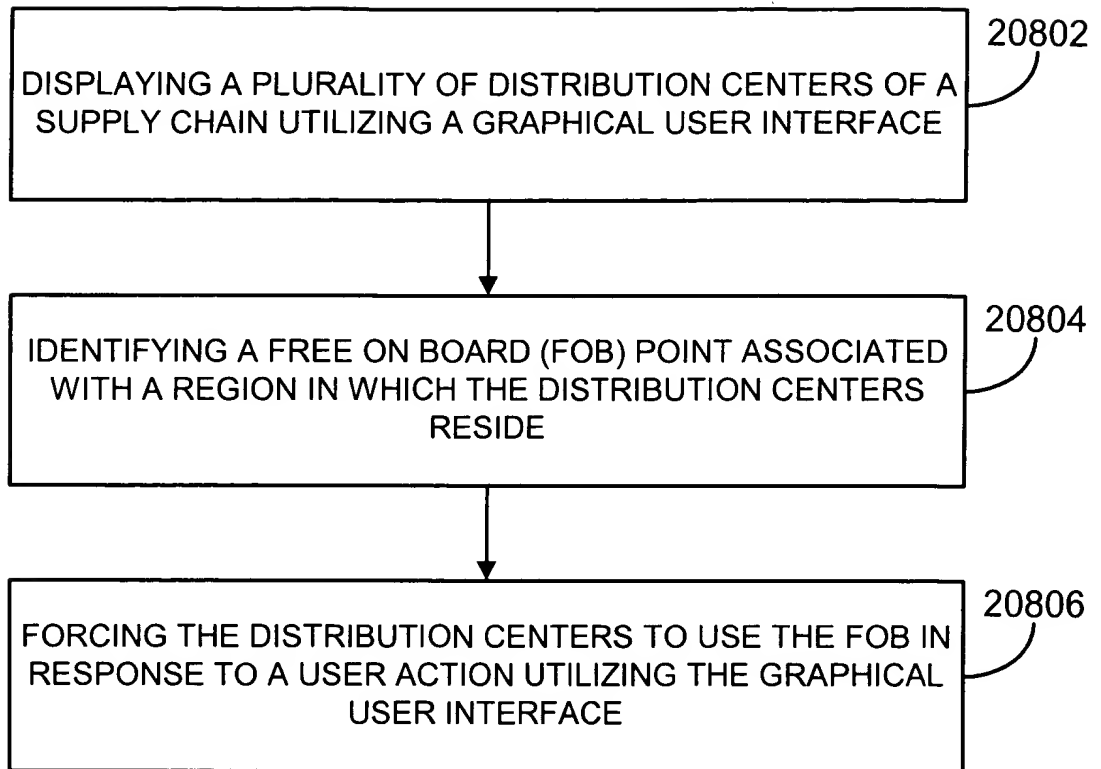 20802
DISPLAYING A PLURALITY OF DISTRIBUTION CENTERS OF A
SUPPLY CHAIN UTILIZING A GRAPHICAL USER INTERFACE
20804
IDENTIFYING A FREE ON BOARD (FOB) POINT ASSOCIATED
WITH A REGION IN WHICH THE DISTRIBUTION CENTERS
RESIDE
20806
FORCING THE DISTRIBUTION CENTERS TO USE THE FOB IN
RESPONSE TO A USER ACTION UTILIZING THE GRAPHICAL
USER INTERFACE